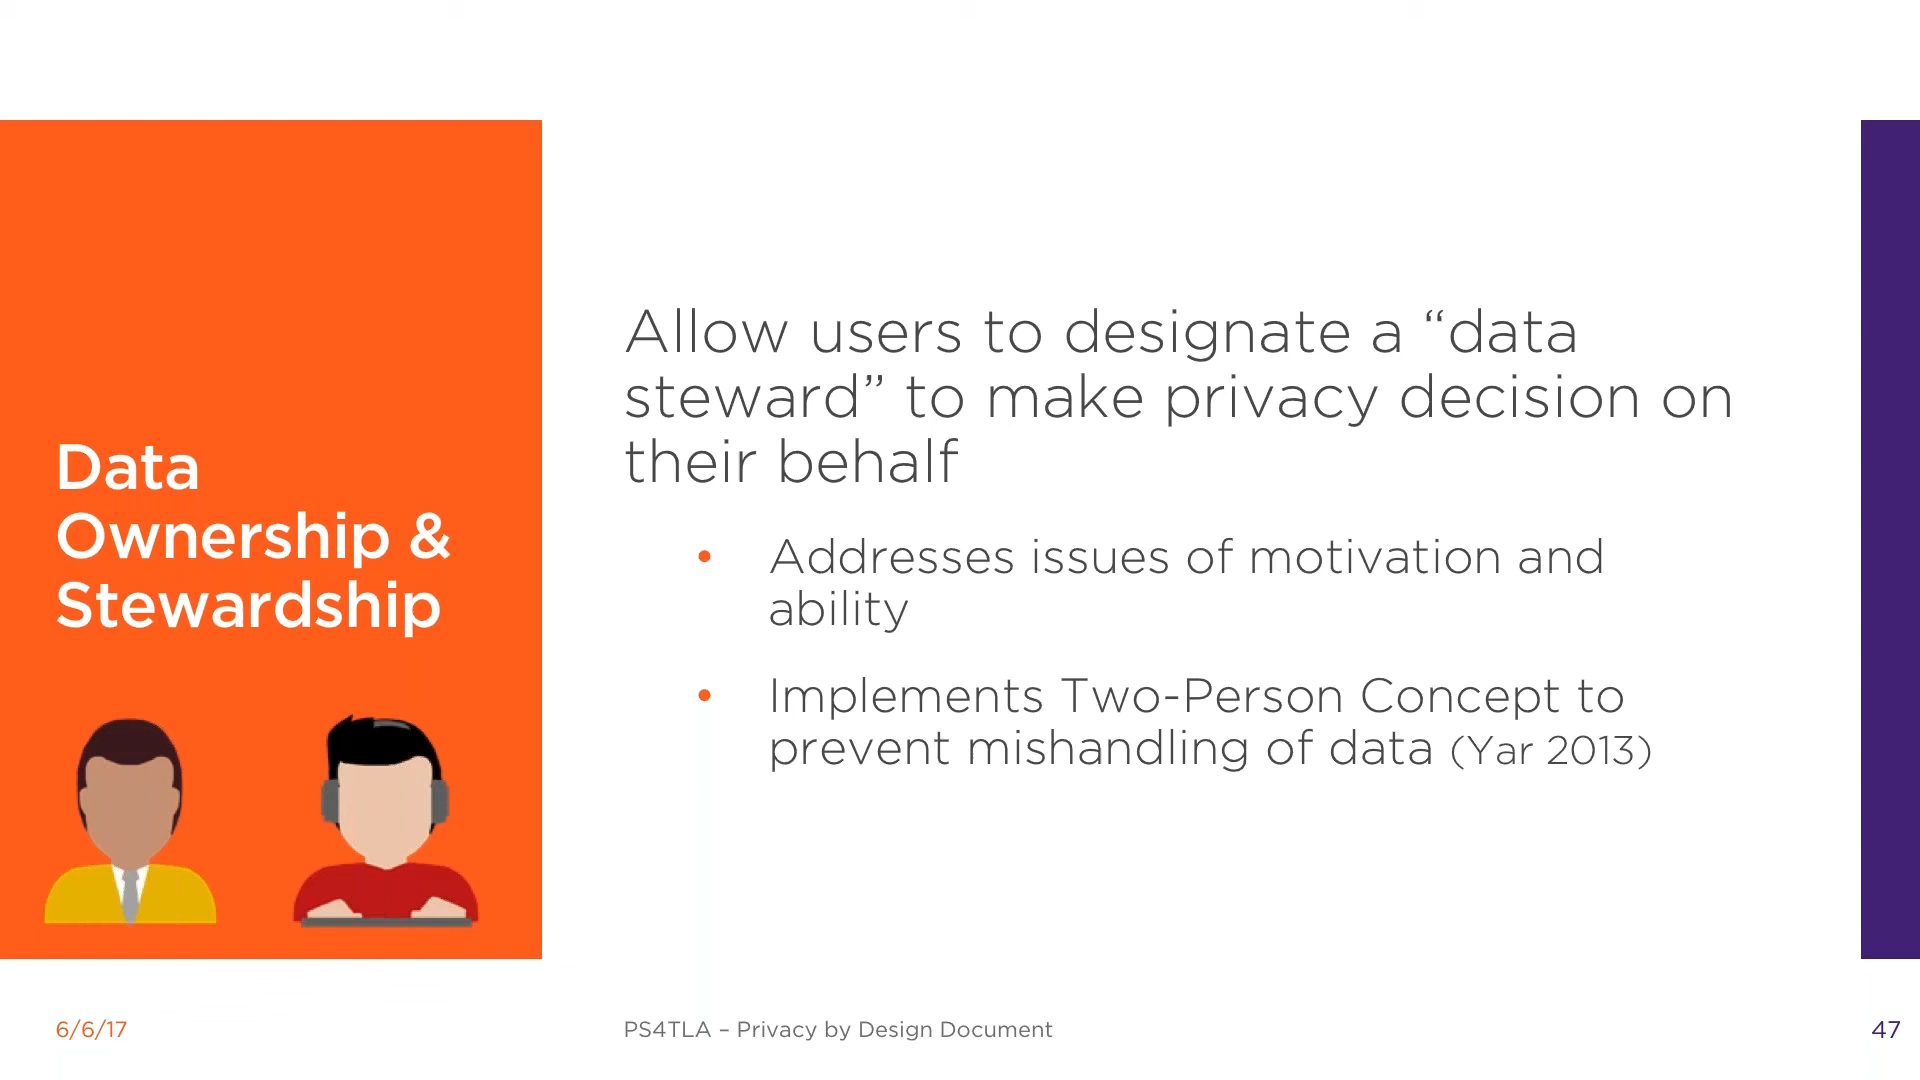 Data
Ownership &
Stewardship
Allow users to designate a “data
steward” to make privacy decision on
their behalf
• Addresses issues of motivation and
ability
• Implements Two-Person Concept to
prevent mishandling of data (Yar 2013)
6/6/17
PS4TLA – Privacy by Design Document
47